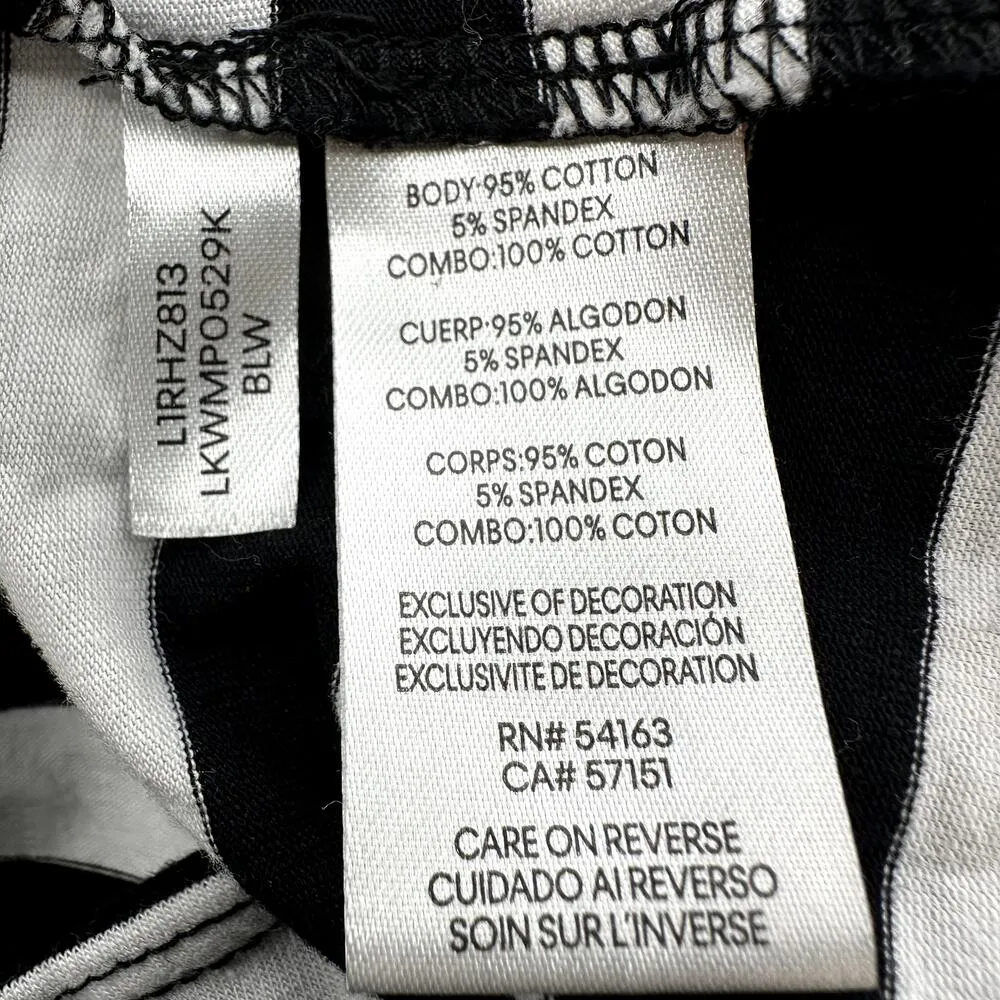 L1RHZ813
LKWMP0529K
BLW
BODY:95% COTTON
5% SPANDEX
COMBO:100% COTTON
CUERP:95% ALGODON
5% SPANDEX
COMBO:100% ALGODON
CORPS:95% COTON
5% SPANDEX
COMBO:100% COTON
EXCLUSIVE OF DECORATION
EXCLUYENDO DECORACIÓN
EXCLUSIVITE DE DECORATION
RN# 54163
CA# 57151
CARE ON REVERSE
CUIDADO AI REVERSO
SOIN SUR L'INVERSE